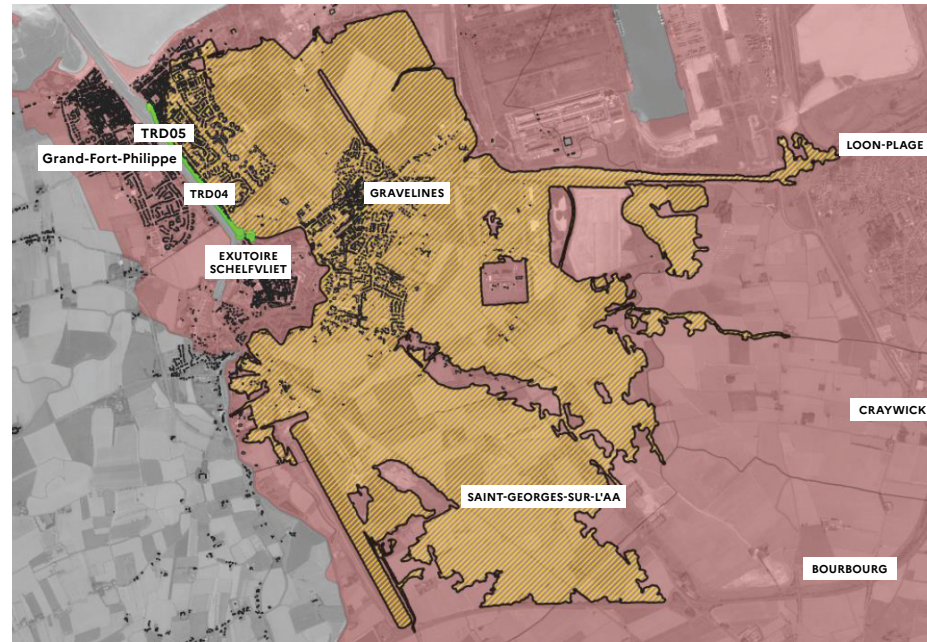 LOON-PLAGE
TRD05
Grand-Fort-Philippe
TRD04
GRAVELINES
EXUTOIRE
SCHELFVLIET
CRAYWICK
SAINT-GEORGES-SUR-L'AA
BOURBOURG